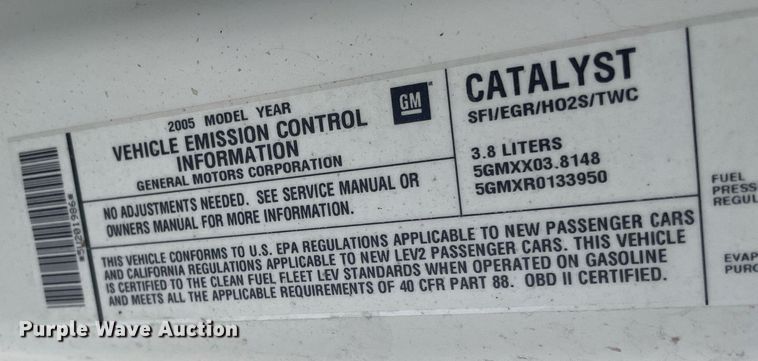 2005 MODEL YEAR
VEHICLE EMISSION CONTROL
INFORMATION
GENERAL MOTORS CORPORATION
GM
NO ADJUSTMENTS NEEDED. SEE SERVICE MANUAL OR
OWNERS MANUAL FOR MORE INFORMATION.
CATALYST
SFI/EGR/HO2S/TWC
3.8 LITERS
5GMXX03.8148
5GMXR0133950
THIS VEHICLE CONFORMS TO U.S. EPA REGULATIONS APPLICABLE TO NEW PASSENGER CARS
AND CALIFORNIA REGULATIONS APPLICABLE TO NEW LEV2 PASSENGER CARS. THIS VEHICLE
IS CERTIFIED TO THE CLEAN FUEL FLEET LEV STANDARDS WHEN OPERATED ON GASOLINE
AND MEETS ALL THE APPLICABLE REQUIREMENTS OF 40 CFR PART 88. OBD II CERTIFIED.
FUEL
PRESS
REGUL
EVAP
PURC
Purple Wave Auction